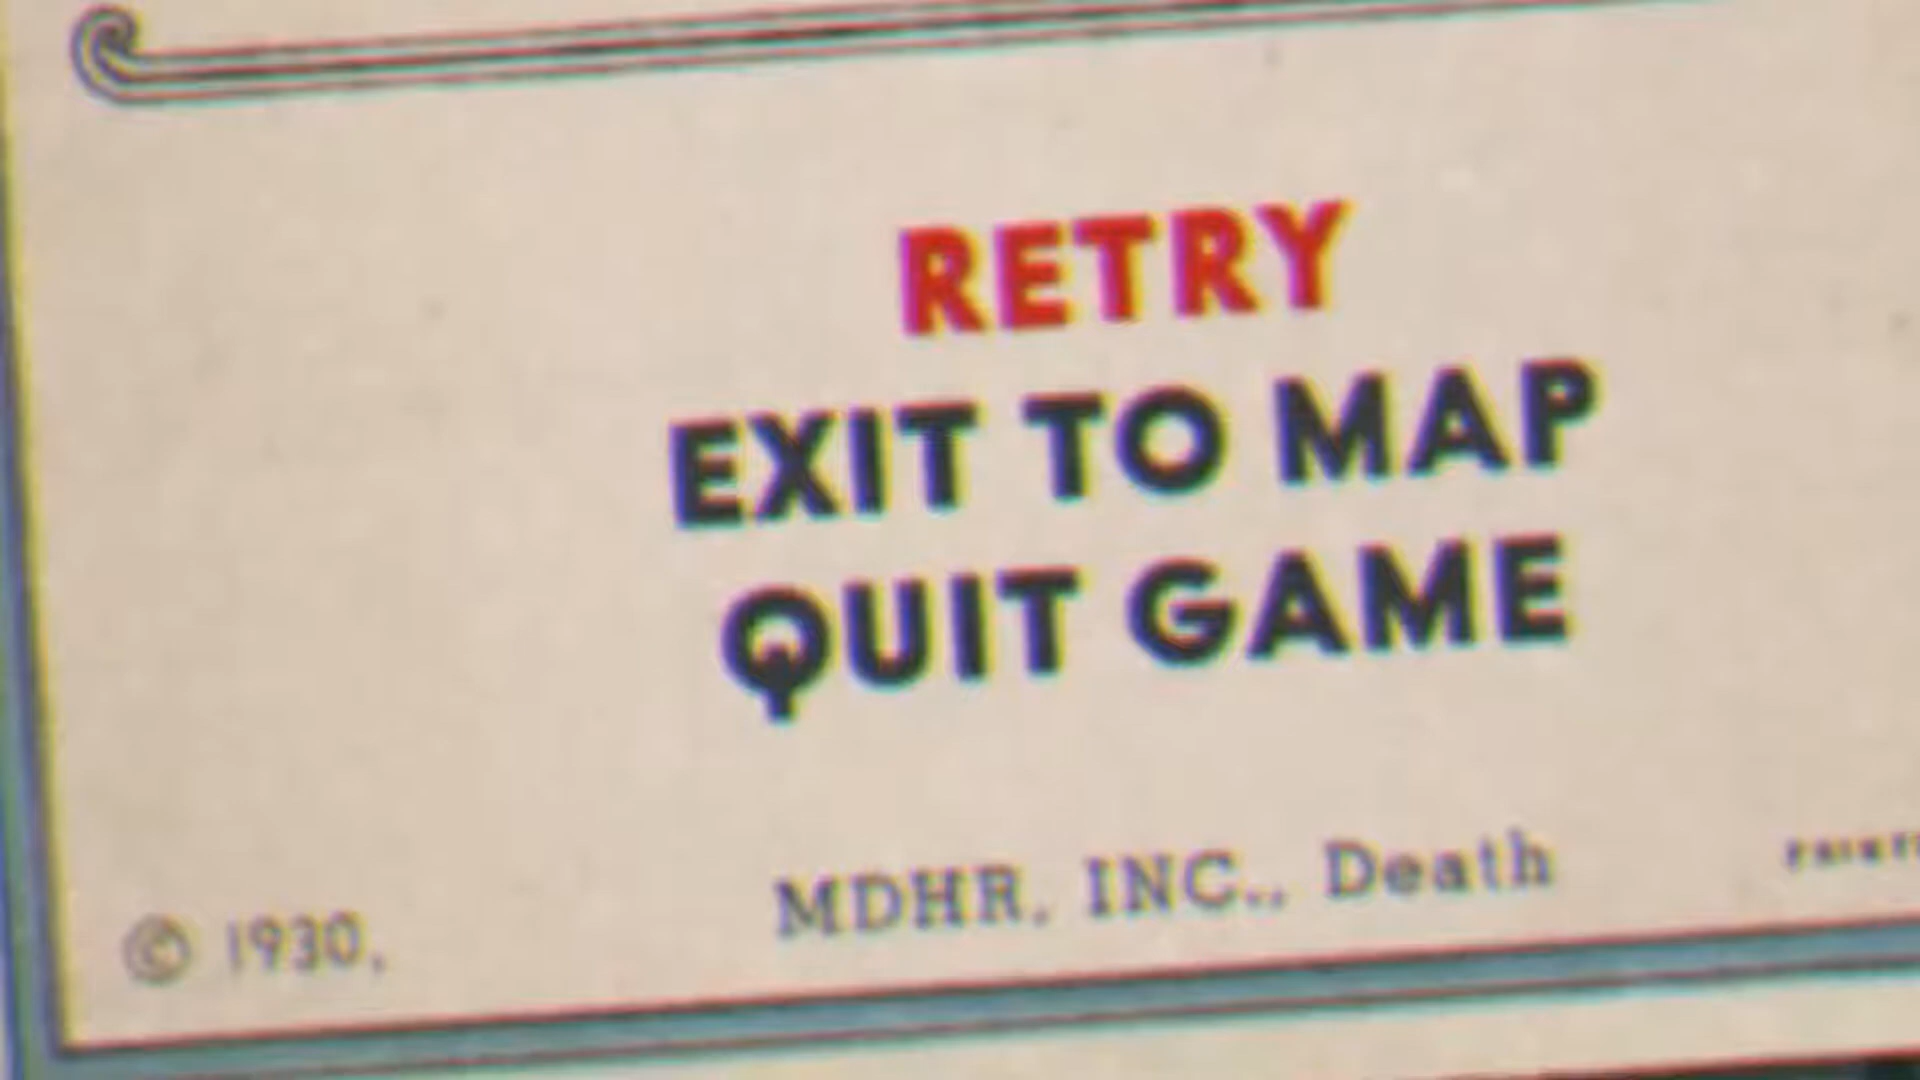 RETRY
EXIT TO MAP
QUIT GAME
© 1930,
MDHR, INC., Death